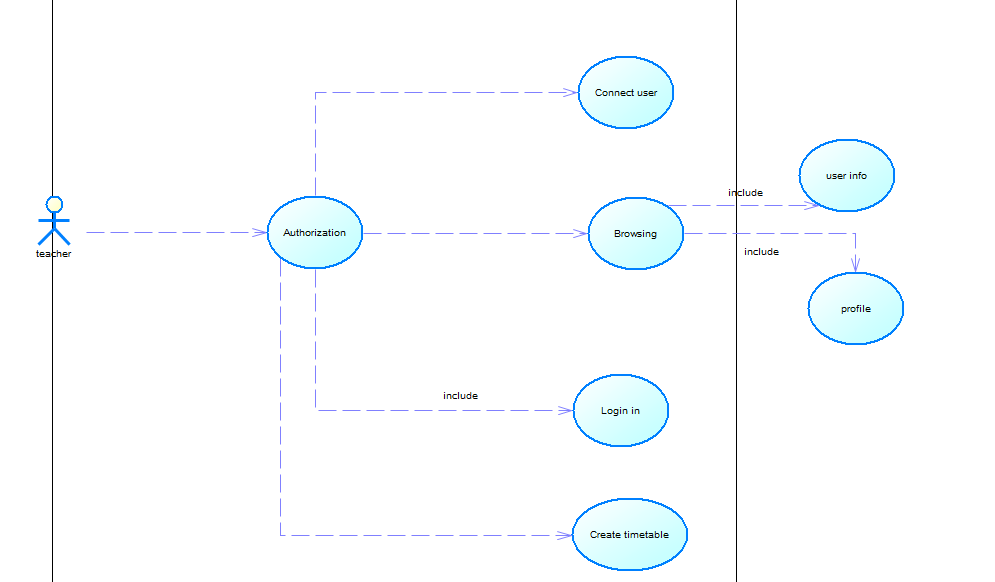 Connect user
user info
include
teacher
Authorization
Browsing
include
profile
include
Login in
Create timetable